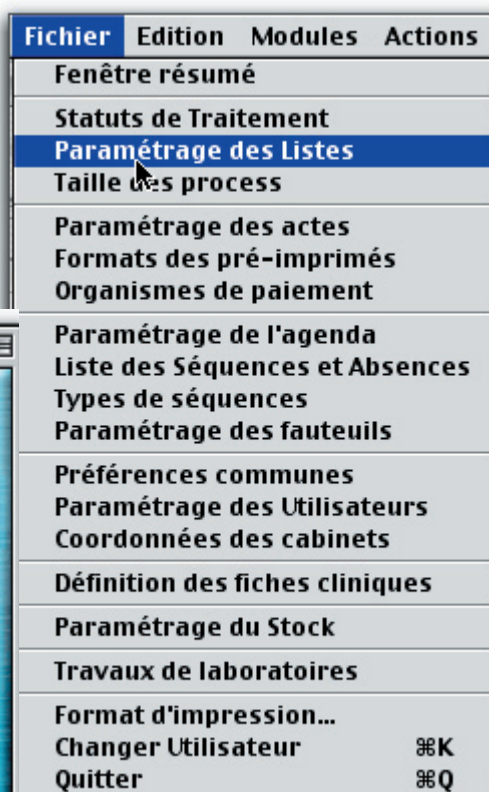 Fichier Edition Modules Actions
Fenêtre résumé
Statuts de Traitement
Paramétrage des Listes
Taille des process
Paramétrage des actes
Formats des pré-imprimés
Organismes de paiement
Paramétrage de l'agenda
Liste des Séquences et Absences
Types de séquences
Paramétrage des fauteuils
Préférences communes
Paramétrage des Utilisateurs
Coordonnées des cabinets
Définition des fiches cliniques
Paramétrage du Stock
Travaux de laboratoires
Format d'impression...
Changer Utilisateur ⌘K
Quitter ⌘Q